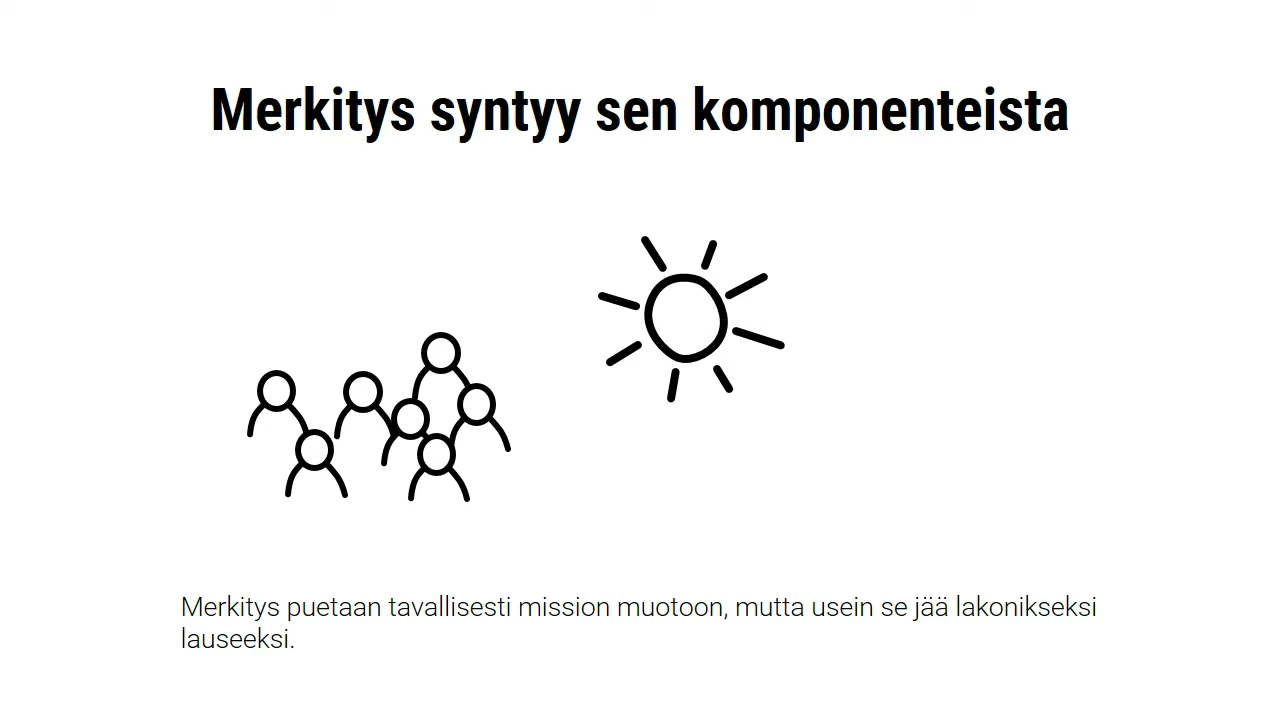 Merkitys syntyy sen komponenteista
Merkitys puetaan tavallisesti mission muotoon, mutta usein se jää lakonikseksi
lauseeksi.